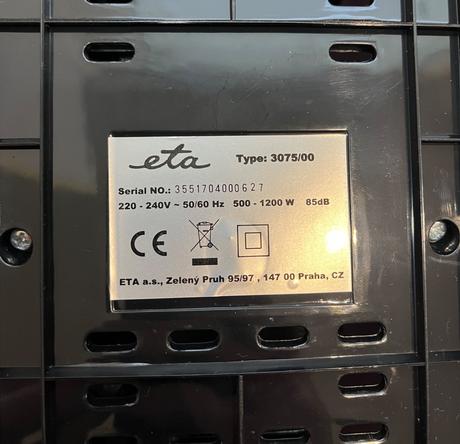 eta Type: 3075/00
Serial NO.: 3551704000627
220 - 240V ~ 50/60 Hz 500 - 1200 W 85dB
CE
ETA a.s., Zelený Pruh 95/97 , 147 00 Praha, CZ